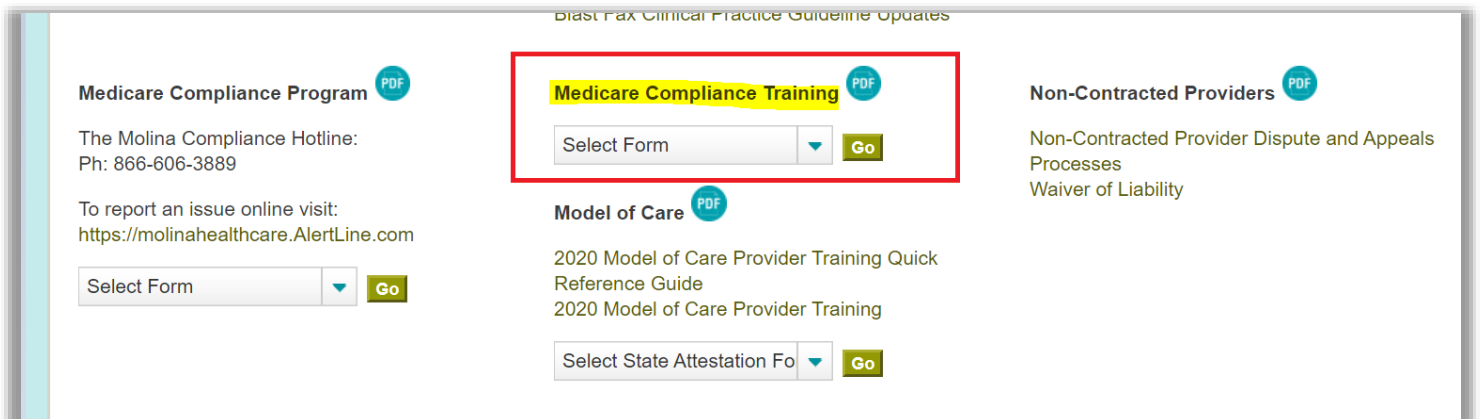 Blast Fax Clinical Practice Guideline Updates
Medicare Compliance Program PDF
The Molina Compliance Hotline:
Ph: 866-606-3889
To report an issue online visit:
https://molinahealthcare.AlertLine.com
Select Form Go
Medicare Compliance Training PDF
Select Form Go
Model of Care PDF
2020 Model of Care Provider Training Quick
Reference Guide
2020 Model of Care Provider Training
Select State Attestation Fo Go
Non-Contracted Providers PDF
Non-Contracted Provider Dispute and Appeals
Processes
Waiver of Liability